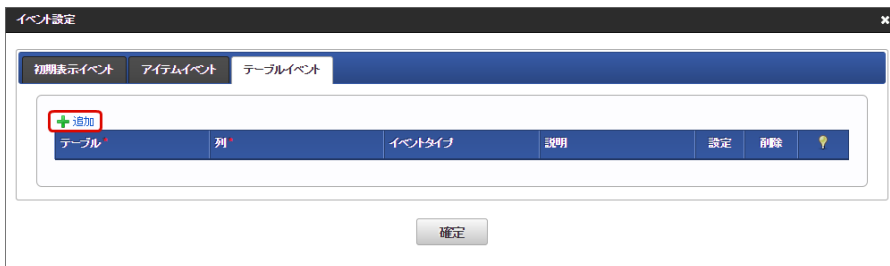 イベント設定
初期表示イベント アイテムイベント テーブルイベント
追加
テーブル* 列* イベントタイプ 説明 設定 削除
確定